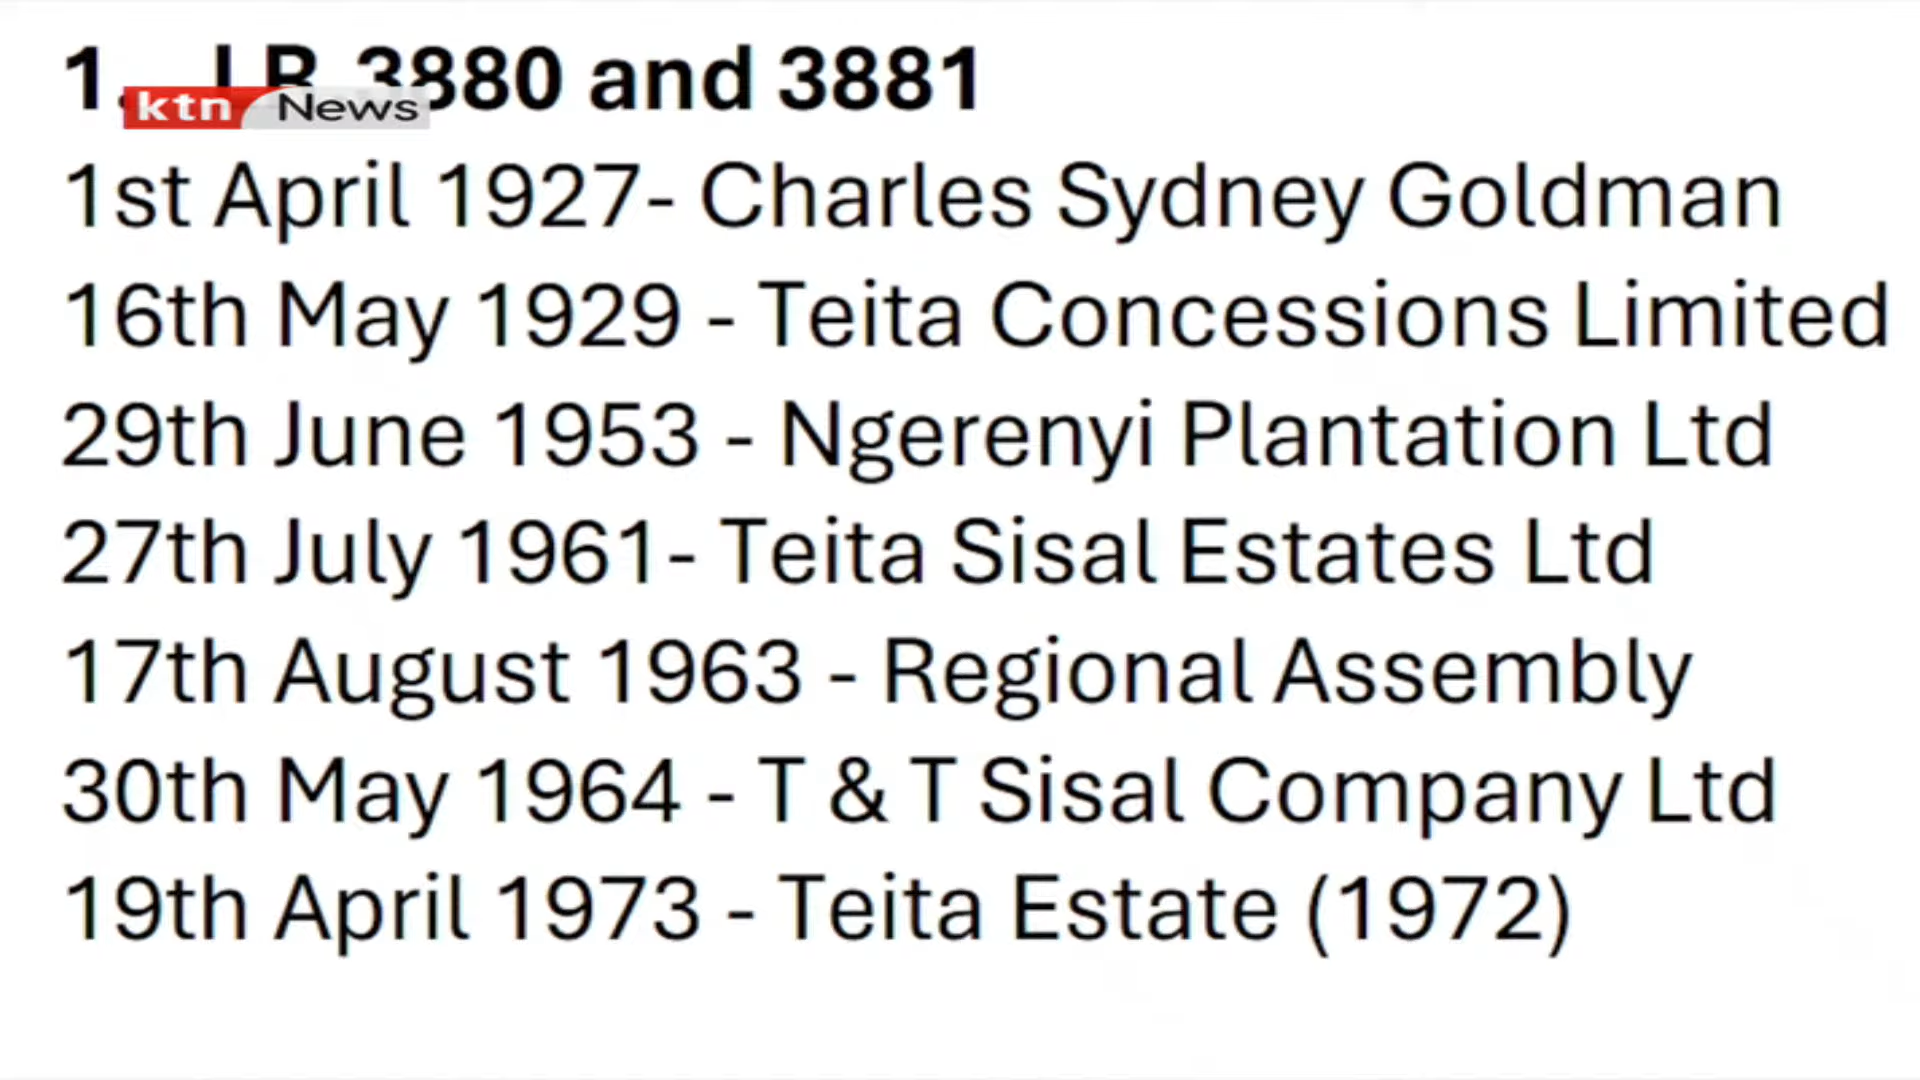 1. LR 3880 and 3881
ktn News
1st April 1927- Charles Sydney Goldman
16th May 1929 - Teita Concessions Limited
29th June 1953 - Ngerenyi Plantation Ltd
27th July 1961- Teita Sisal Estates Ltd
17th August 1963 - Regional Assembly
30th May 1964 - T & T Sisal Company Ltd
19th April 1973 - Teita Estate (1972)